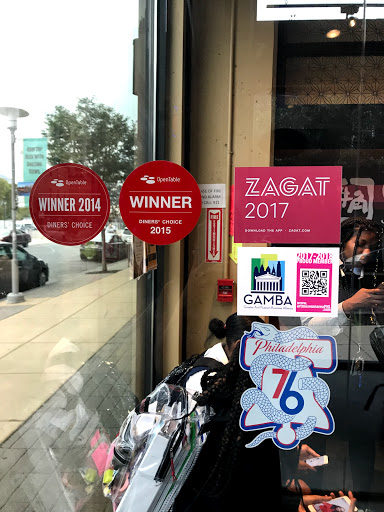 OpenTable
WINNER 2014
DINERS' CHOICE
OpenTable
WINNER
DINERS' CHOICE
2015
ZAGAT
2017
DOWNLOAD THE APP • ZAGAT.COM
GAMBA
2017-2018
Philadelphia
76